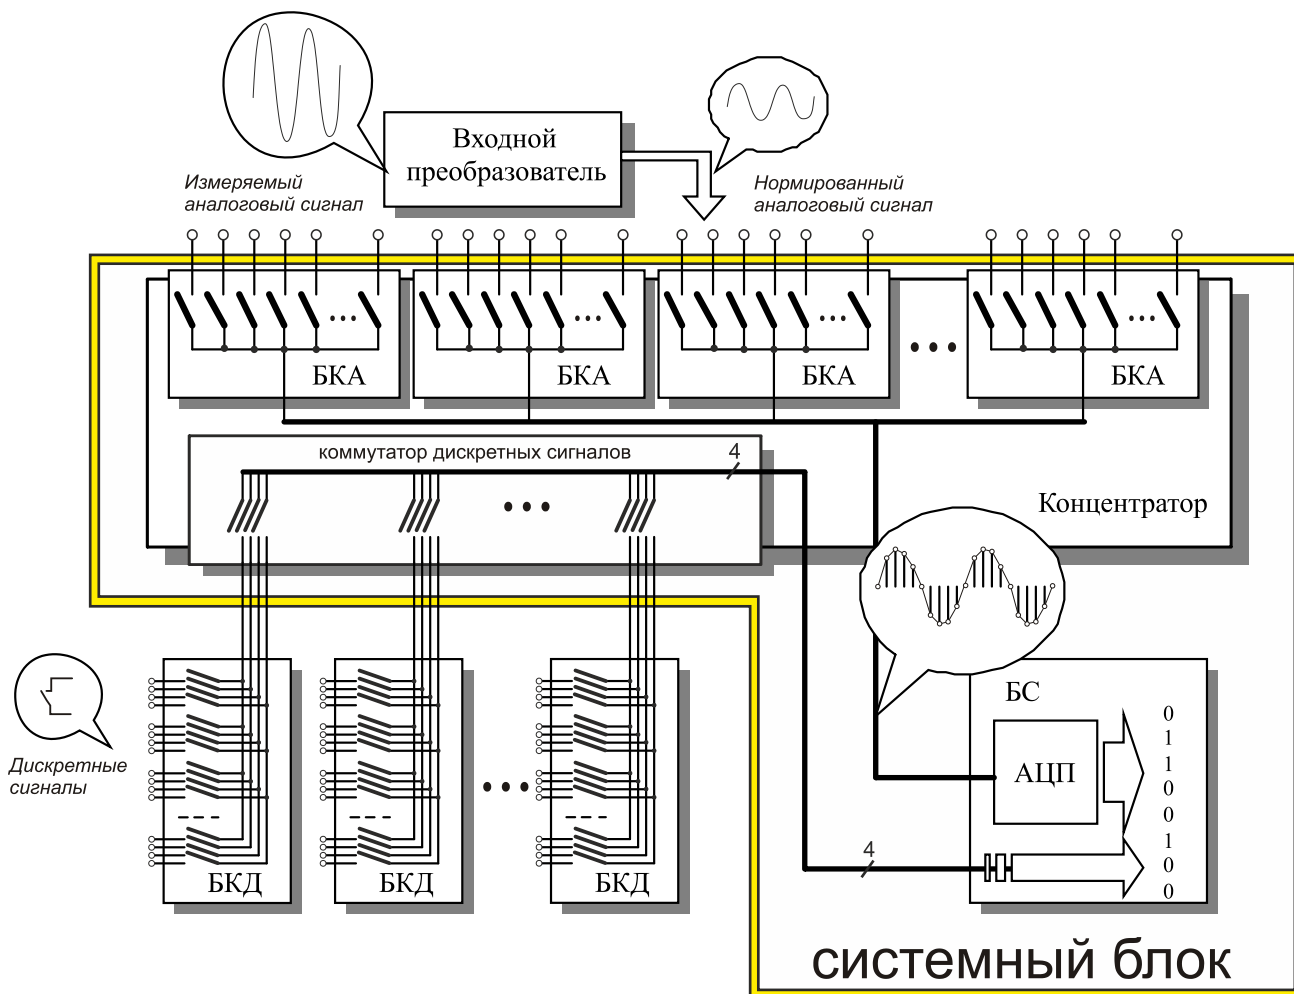 Входной
преобразователь
Измеряемый
аналоговый сигнал
Нормированный
аналоговый сигнал
БКА
БКА
БКА
БКА
коммутатор дискретных сигналов
4
Концентратор
Дискретные
сигналы
БКД
БКД
БКД
БС
АЦП
4
0
1
1
0
0
1
0
0
системный блок